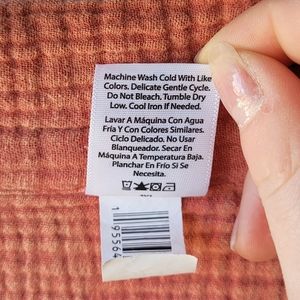 Machine Wash Cold With Like
Colors. Delicate Gentle Cycle.
Do Not Bleach. Tumble Dry
Low. Cool Iron If Needed.
Lavar A Máquina Con Agua
Fría Y Con Colores Similares.
Ciclo Delicado. No Usar
Blanqueador. Secar En
Máquina A Temperatura Baja.
Planchar En Frío Si Se
Necesita.
1 95564